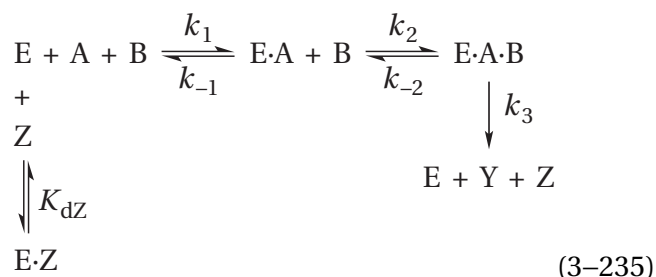 k₁ k₂
E + A + B ⇌ E·A + B ⇌ E·A·B
k₋₁ k₋₂
+
k₃
Z
E + Y + Z
K_dZ
E·Z
(3–235)